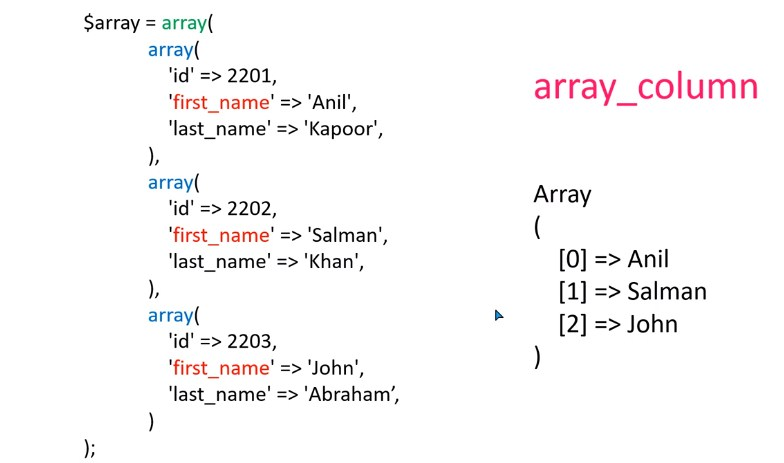 $array = array(
array(
'id' => 2201,
'first_name' => 'Anil',
'last_name' => 'Kapoor',
),
array(
'id' => 2202,
'first_name' => 'Salman',
'last_name' => 'Khan',
),
array(
'id' => 2203,
'first_name' => 'John',
'last_name' => 'Abraham’,
)
);
array_column
Array
(
[0] => Anil
[1] => Salman
[2] => John
)